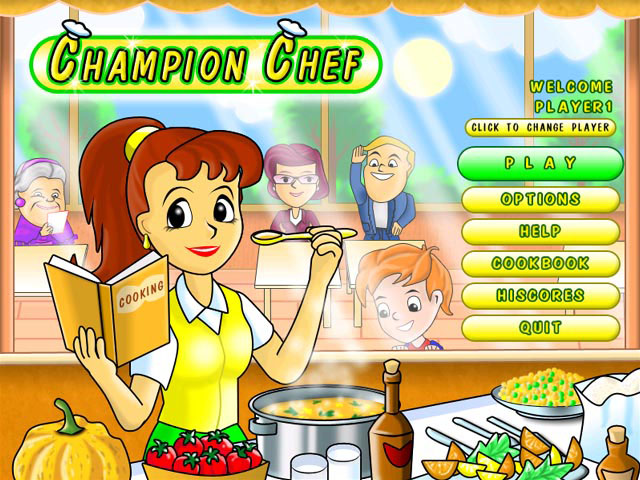 CHAMPION CHEF
WELCOME
PLAYER1
CLICK TO CHANGE PLAYER
PLAY
OPTIONS
HELP
COOKBOOK
HISCORES
QUIT
COOKING